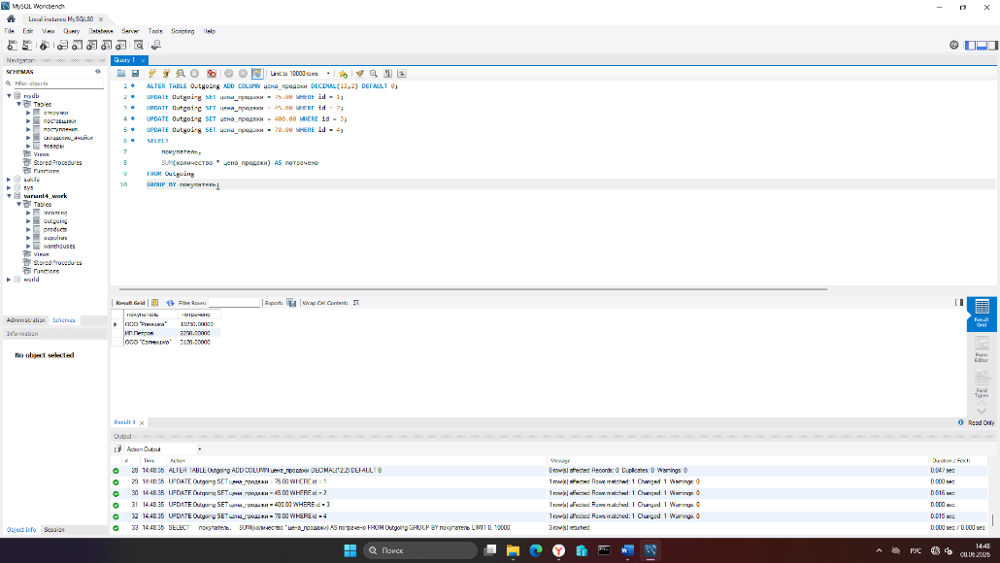 MySQL Workbench
Local instance MySQL80
File Edit View Query Database Server Tools Scripting Help
Navigator
SCHEMAS
Filter objects
mydb
Tables
отгрузки
поставщики
поступления
складские_ячейки
товары
Views
Stored Procedures
Functions
sakila
sys
variant4_work
Tables
incoming
outgoing
products
suppliers
warehouses
Views
Stored Procedures
Functions
world
Administration Schemas
Information
No object selected
Object Info Session
Query 1
Limit to 10000 rows
1 ALTER TABLE Outgoing ADD COLUMN цена_продажи DECIMAL(12,2) DEFAULT 0;
2 UPDATE Outgoing SET цена_продажи = 75.00 WHERE id = 1;
3 UPDATE Outgoing SET цена_продажи = 45.00 WHERE id = 2;
4 UPDATE Outgoing SET цена_продажи = 400.00 WHERE id = 3;
5 UPDATE Outgoing SET цена_продажи = 78.00 WHERE id = 4;
6 SELECT
7 покупатель,
8 SUM(количество * цена_продажи) AS потрачено
9 FROM Outgoing
10 GROUP BY покупатель;
Result Grid Filter Rows: Export: Wrap Cell Content:
покупатель потрачено
ООО "Ромашка" 10250.00000
ИП Петров 2250.00000
ООО "Солнышко" 3120.00000
Result Grid
Form Editor
Field Types
Result 9
Read Only
Output
Action Output
# Time Action Message Duration / Fetch
28 14:48:35 ALTER TABLE Outgoing ADD COLUMN цена_продажи DECIMAL(12,2) DEFAULT 0 0 row(s) affected Records: 0 Duplicates: 0 Warnings: 0 0.047 sec
29 14:48:35 UPDATE Outgoing SET цена_продажи = 75.00 WHERE id = 1 1 row(s) affected Rows matched: 1 Changed: 1 Warnings: 0 0.000 sec
30 14:48:35 UPDATE Outgoing SET цена_продажи = 45.00 WHERE id = 2 1 row(s) affected Rows matched: 1 Changed: 1 Warnings: 0 0.016 sec
31 14:48:35 UPDATE Outgoing SET цена_продажи = 400.00 WHERE id = 3 1 row(s) affected Rows matched: 1 Changed: 1 Warnings: 0 0.000 sec
32 14:48:35 UPDATE Outgoing SET цена_продажи = 78.00 WHERE id = 4 1 row(s) affected Rows matched: 1 Changed: 1 Warnings: 0 0.015 sec
33 14:48:35 SELECT покупатель, SUM(количество * цена_продажи) AS потрачено FROM Outgoing GROUP BY покупатель LIMIT 0, 10000 3 row(s) returned 0.000 sec / 0.000 sec
Поиск
РУС
14:48
08.06.2026